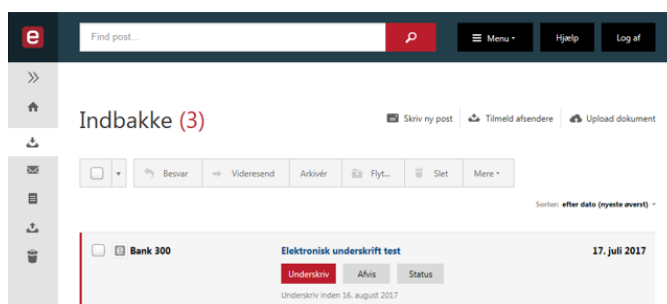 e
Find post...
Menu
Hjælp
Log af
Indbakke (3)
Skriv ny post
Tilmeld afsendere
Upload dokument
Besvar
Videresend
Arkivér
Flyt...
Slet
Mere
Sorter: efter dato (nyeste øverst)
Bank 300
Elektronisk underskrift test
17. juli 2017
Underskriv
Afvis
Status
Underskriv inden 16. august 2017